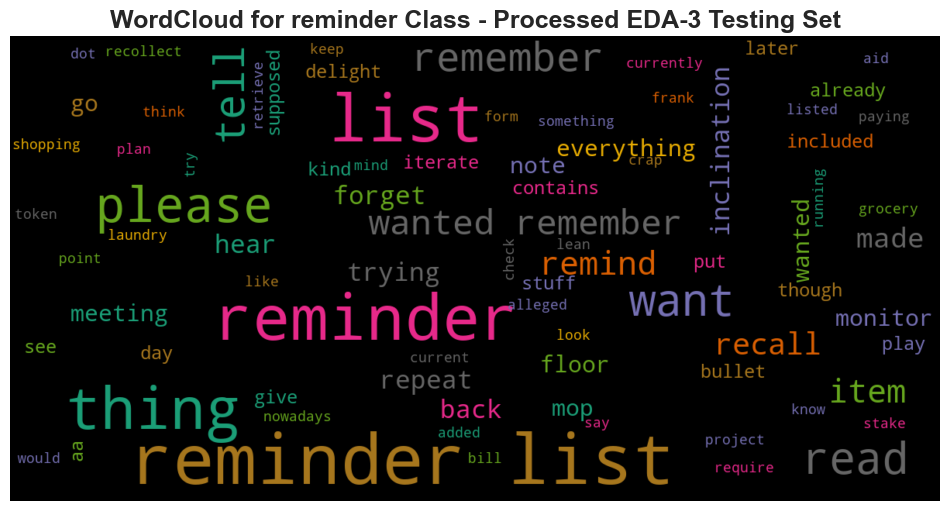 WordCloud for reminder Class - Processed EDA-3 Testing Set
dot recollect keep remember later
aid
tell retrieve supposed delight currently
go think list form frank already
listed paying
something inclination
shopping plan try kind mind iterate note everything crap included
please forget contains
token wanted remember wanted running grocery
laundry hear check lean made
point trying remind put
like stuff though
reminder alleged want
meeting monitor
see day current look recall play
repeat floor bullet
thing give back mop item
nowadays say know stake
would aa added project
reminder list bill require read